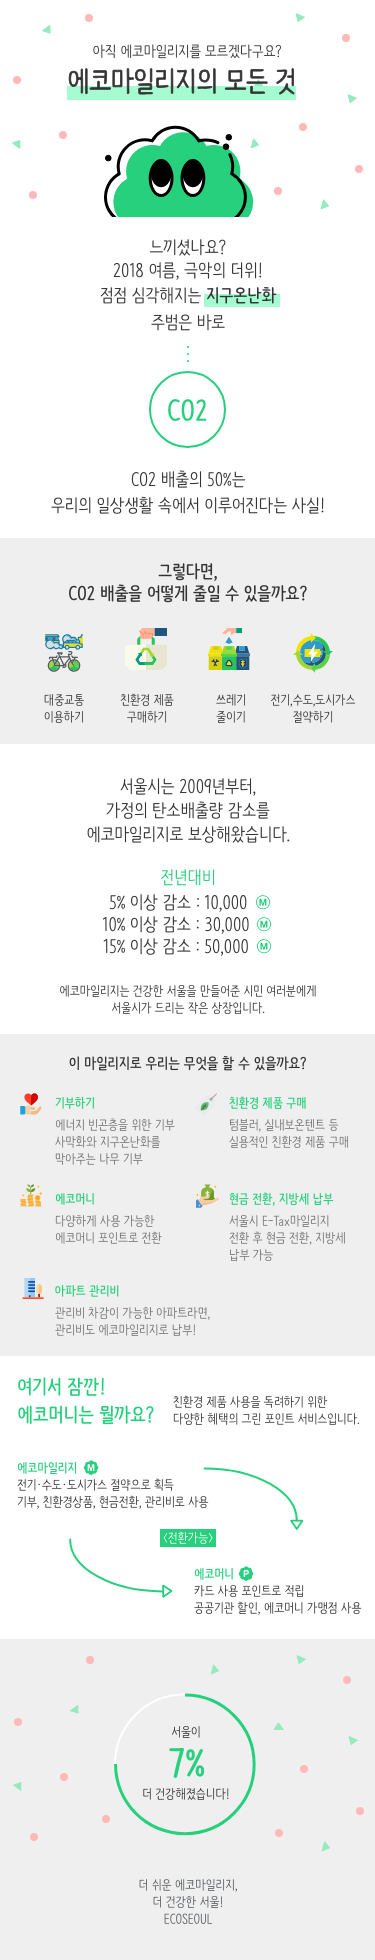 아직 에코마일리지를 모르겠다구요?
에코마일리지의 모든 것
느끼셨나요?
2018 여름, 극악의 더위!
점점 심각해지는 지구온난화
주범은 바로
CO2
CO2 배출의 50%는
우리의 일상생활 속에서 이루어진다는 사실!
그렇다면,
CO2 배출을 어떻게 줄일 수 있을까요?
대중교통
이용하기
친환경 제품
구매하기
쓰레기
줄이기
전기,수도,도시가스
절약하기
서울시는 2009년부터,
가정의 탄소배출량 감소를
에코마일리지로 보상해왔습니다.
전년대비
5% 이상 감소 : 10,000 M
10% 이상 감소 : 30,000 M
15% 이상 감소 : 50,000 M
에코마일리지는 건강한 서울을 만들어준 시민 여러분에게
서울시가 드리는 작은 상장입니다.
이 마일리지로 우리는 무엇을 할 수 있을까요?
기부하기
에너지 빈곤층을 위한 기부
사막화와 지구온난화를
막아주는 나무 기부
친환경 제품 구매
텀블러, 실내보온텐트 등
실용적인 친환경 제품 구매
에코머니
다양하게 사용 가능한
에코머니 포인트로 전환
현금 전환, 지방세 납부
서울시 E-Tax마일리지
전환 후 현금 전환, 지방세
납부 가능
아파트 관리비
관리비 차감이 가능한 아파트라면,
관리비도 에코마일리지로 납부!
여기서 잠깐!
에코머니는 뭘까요?
친환경 제품 사용을 독려하기 위한
다양한 혜택의 그린 포인트 서비스입니다.
에코마일리지 M
전기·수도·도시가스 절약으로 획득
기부, 친환경상품, 현금전환, 관리비로 사용
<전환가능>
에코머니 P
카드 사용 포인트로 적립
공공기관 할인, 에코머니 가맹점 사용
서울이
7%
더 건강해졌습니다!
더 쉬운 에코마일리지,
더 건강한 서울!
ECOSEOUL